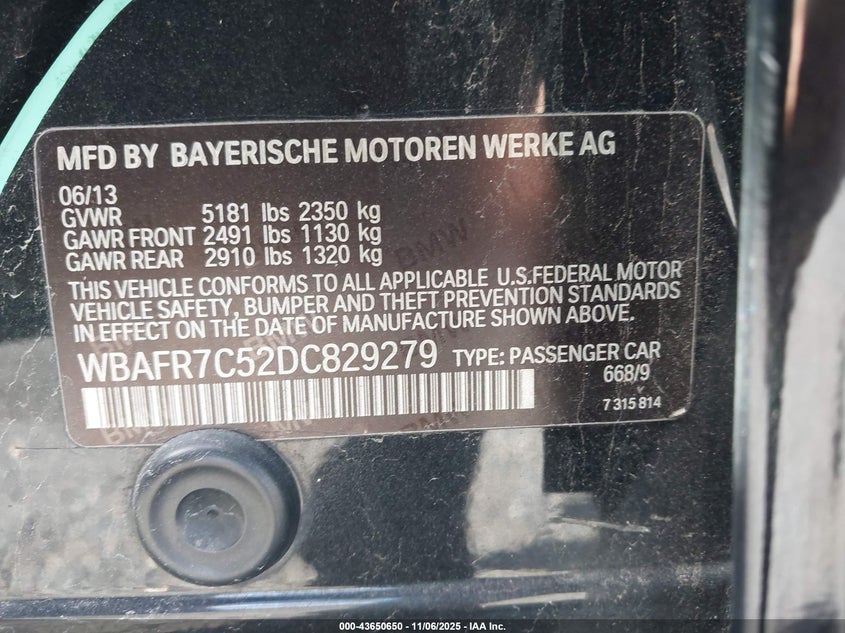 MFD BY BAYERISCHE MOTOREN WERKE AG
06/13
GVWR 5181 lbs 2350 kg
GAWR FRONT 2491 lbs 1130 kg
GAWR REAR 2910 lbs 1320 kg
THIS VEHICLE CONFORMS TO ALL APPLICABLE U.S.FEDERAL MOTOR
VEHICLE SAFETY, BUMPER AND THEFT PREVENTION STANDARDS
IN EFFECT ON THE DATE OF MANUFACTURE SHOWN ABOVE.
WBAFR7C52DC829279 TYPE: PASSENGER CAR
668/9
7 315 814
000-43650650 - 11/06/2025 - IAA Inc.